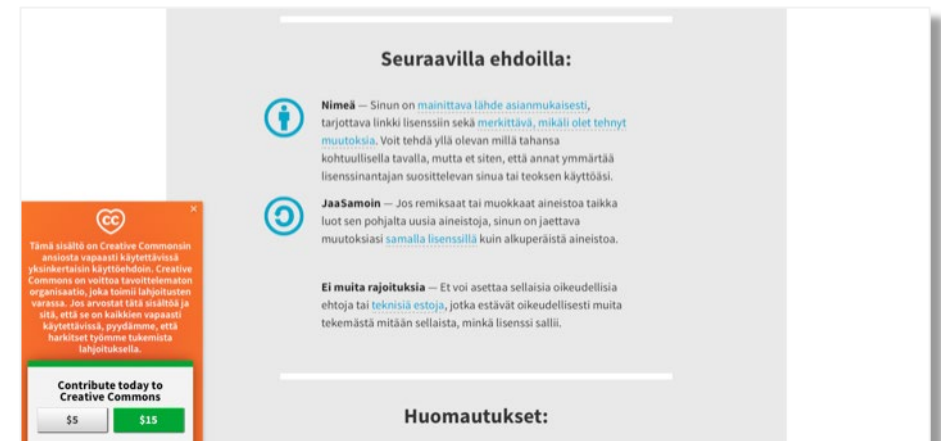 Seuraavilla ehdoilla:
Nimeä — Sinun on mainittava lähde asianmukaisesti,
tarjottava linkki lisenssiin sekä merkittävä, mikäli olet tehnyt
muutoksia. Voit tehdä yllä olevan millä tahansa
kohtuullisella tavalla, mutta et siten, että annat ymmärtää
lisenssinantajan suosittelevan sinua tai teoksen käyttöäsi.
JaaSamoin — Jos remiksaat tai muokkaat aineistoa taikka
luot sen pohjalta uusia aineistoja, sinun on jaettava
muutoksiasi samalla lisenssillä kuin alkuperäistä aineistoa.
Ei muita rajoituksia — Et voi asettaa sellaisia oikeudellisia
ehtoja tai teknisiä estoja, jotka estävät oikeudellisesti muita
tekemästä mitään sellaista, minkä lisenssi sallii.
Huomautukset:
×
cc
Tämä sisältö on Creative Commonsin
ansiosta vapaasti käytettävissä
yksinkertaisin käyttöehdoin. Creative
Commons on voittoa tavoittelematon
organisaatio, joka toimii lahjoitusten
varassa. Jos arvostat tätä sisältöä ja
sitä, että se on kaikkien vapaasti
käytettävissä, pyydämme, että
harkitset työmme tukemista
lahjoituksella.
Contribute today to
Creative Commons
$5 $15